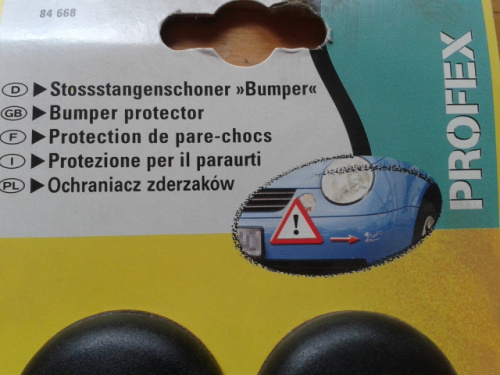 84 668
D ▶ Stossstangenschoner »Bumper«
GB ▶ Bumper protector
F ▶ Protection de pare-chocs
I ▶ Protezione per il paraurti
PL ▶ Ochraniacz zderzaków
PROFEX
!